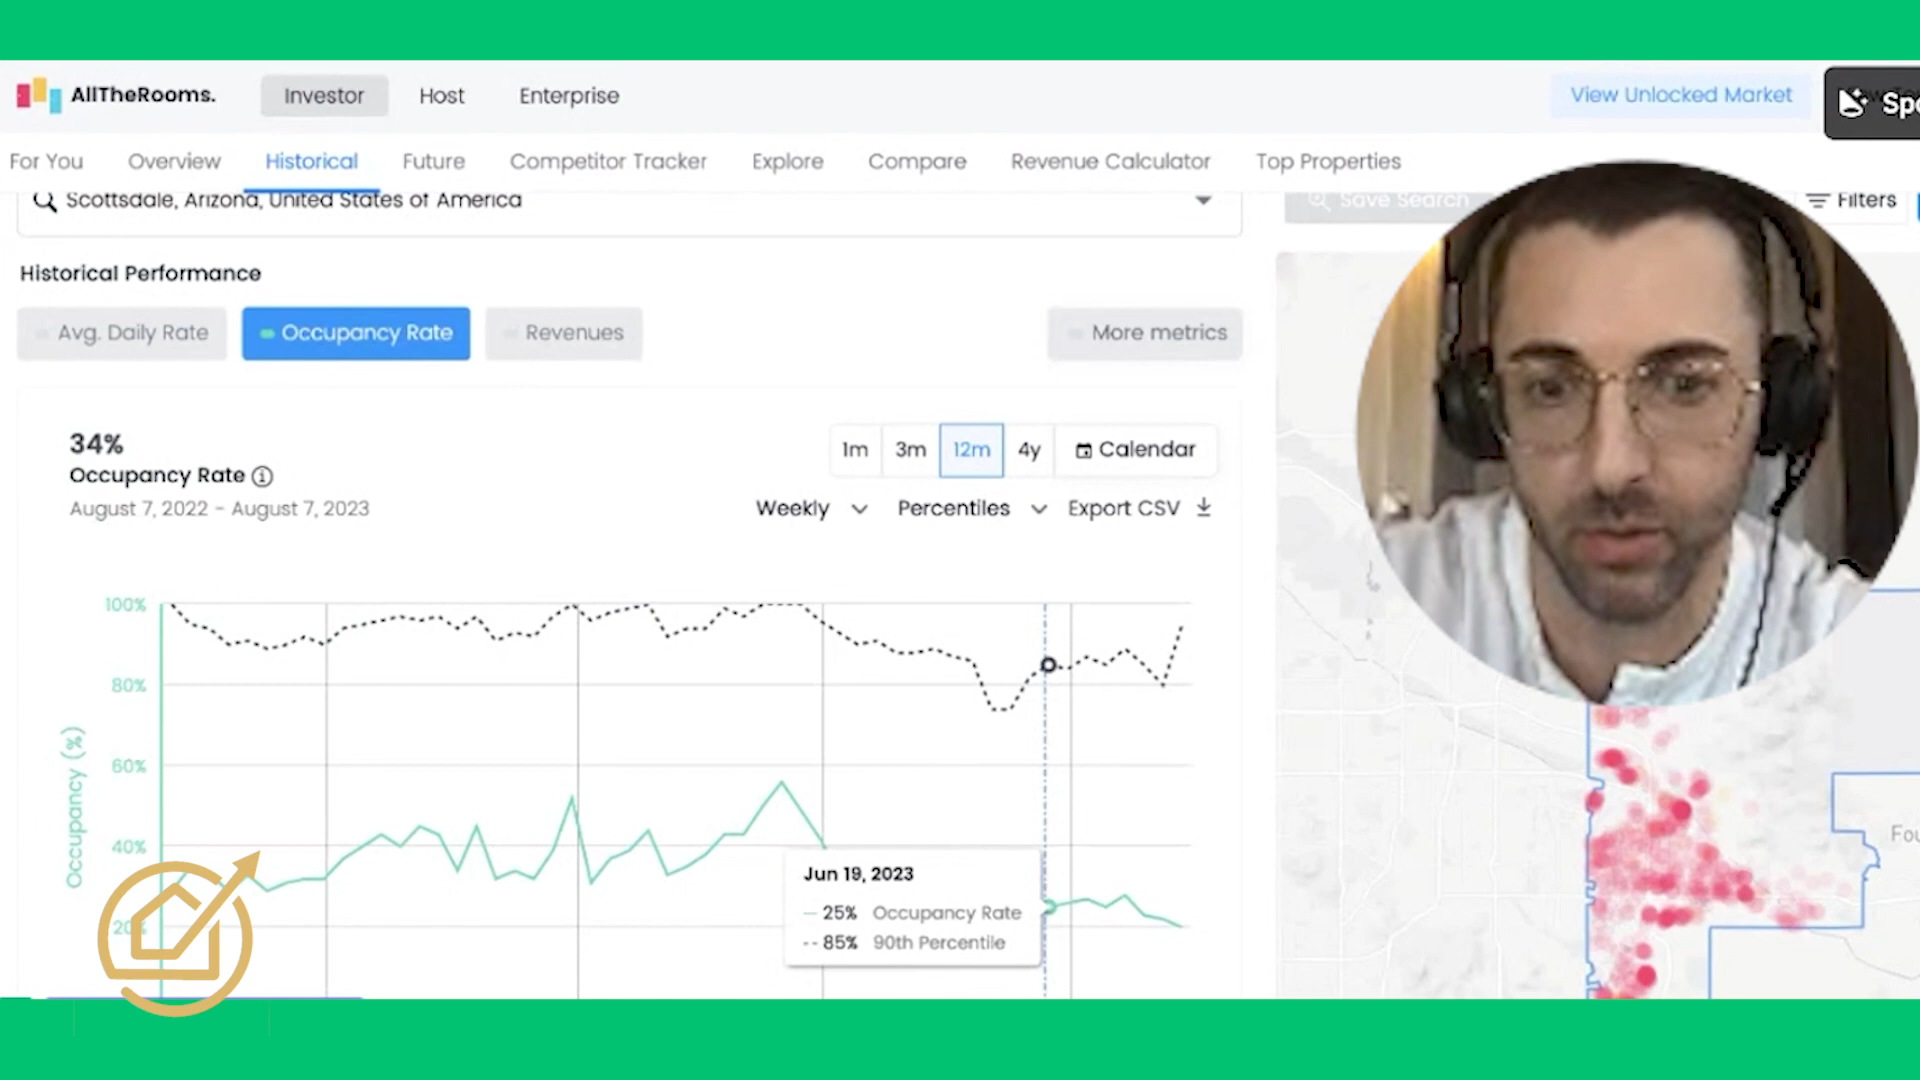 AllTheRooms.
Investor
Host
Enterprise
View Unlocked Market
For You
Overview
Historical
Future
Competitor Tracker
Explore
Compare
Revenue Calculator
Top Properties
Scottsdale, Arizona, United States of America
Save Search
Filters
Historical Performance
Avg. Daily Rate
Occupancy Rate
Revenues
More metrics
34%
Occupancy Rate
August 7, 2022 - August 7, 2023
1m
3m
12m
4y
Calendar
Weekly
Percentiles
Export CSV
100%
80%
60%
40%
20%
Occupancy (%)
Jun 19, 2023
25% Occupancy Rate
85% 90th Percentile